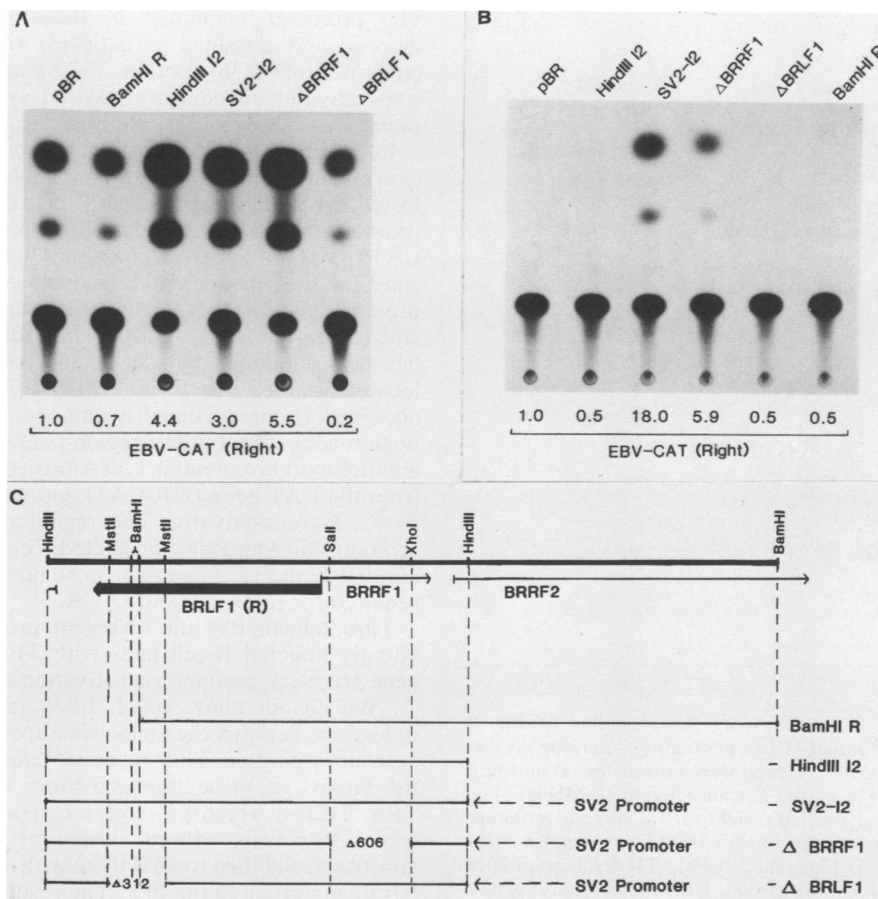 A
pBR
BamHI R
HindIII I2
SV2-I2
ΔBRRF1
ΔBRLF1
1.0 0.7 4.4 3.0 5.5 0.2
EBV-CAT (Right)
B
pBR
HindIII I2
SV2-I2
ΔBRRF1
ΔBRLF1
BamHI R
1.0 0.5 18.0 5.9 0.5 0.5
EBV-CAT (Right)
C
HindIII
MstII
BamHI
MstII
SalI
XhoI
HindIII
BamHI
BRLF1 (R)
BRRF1
BRRF2
BamHI R
HindIII I2
SV2 Promoter SV2-I2
Δ606 SV2 Promoter Δ BRRF1
Δ312 SV2 Promoter Δ BRLF1